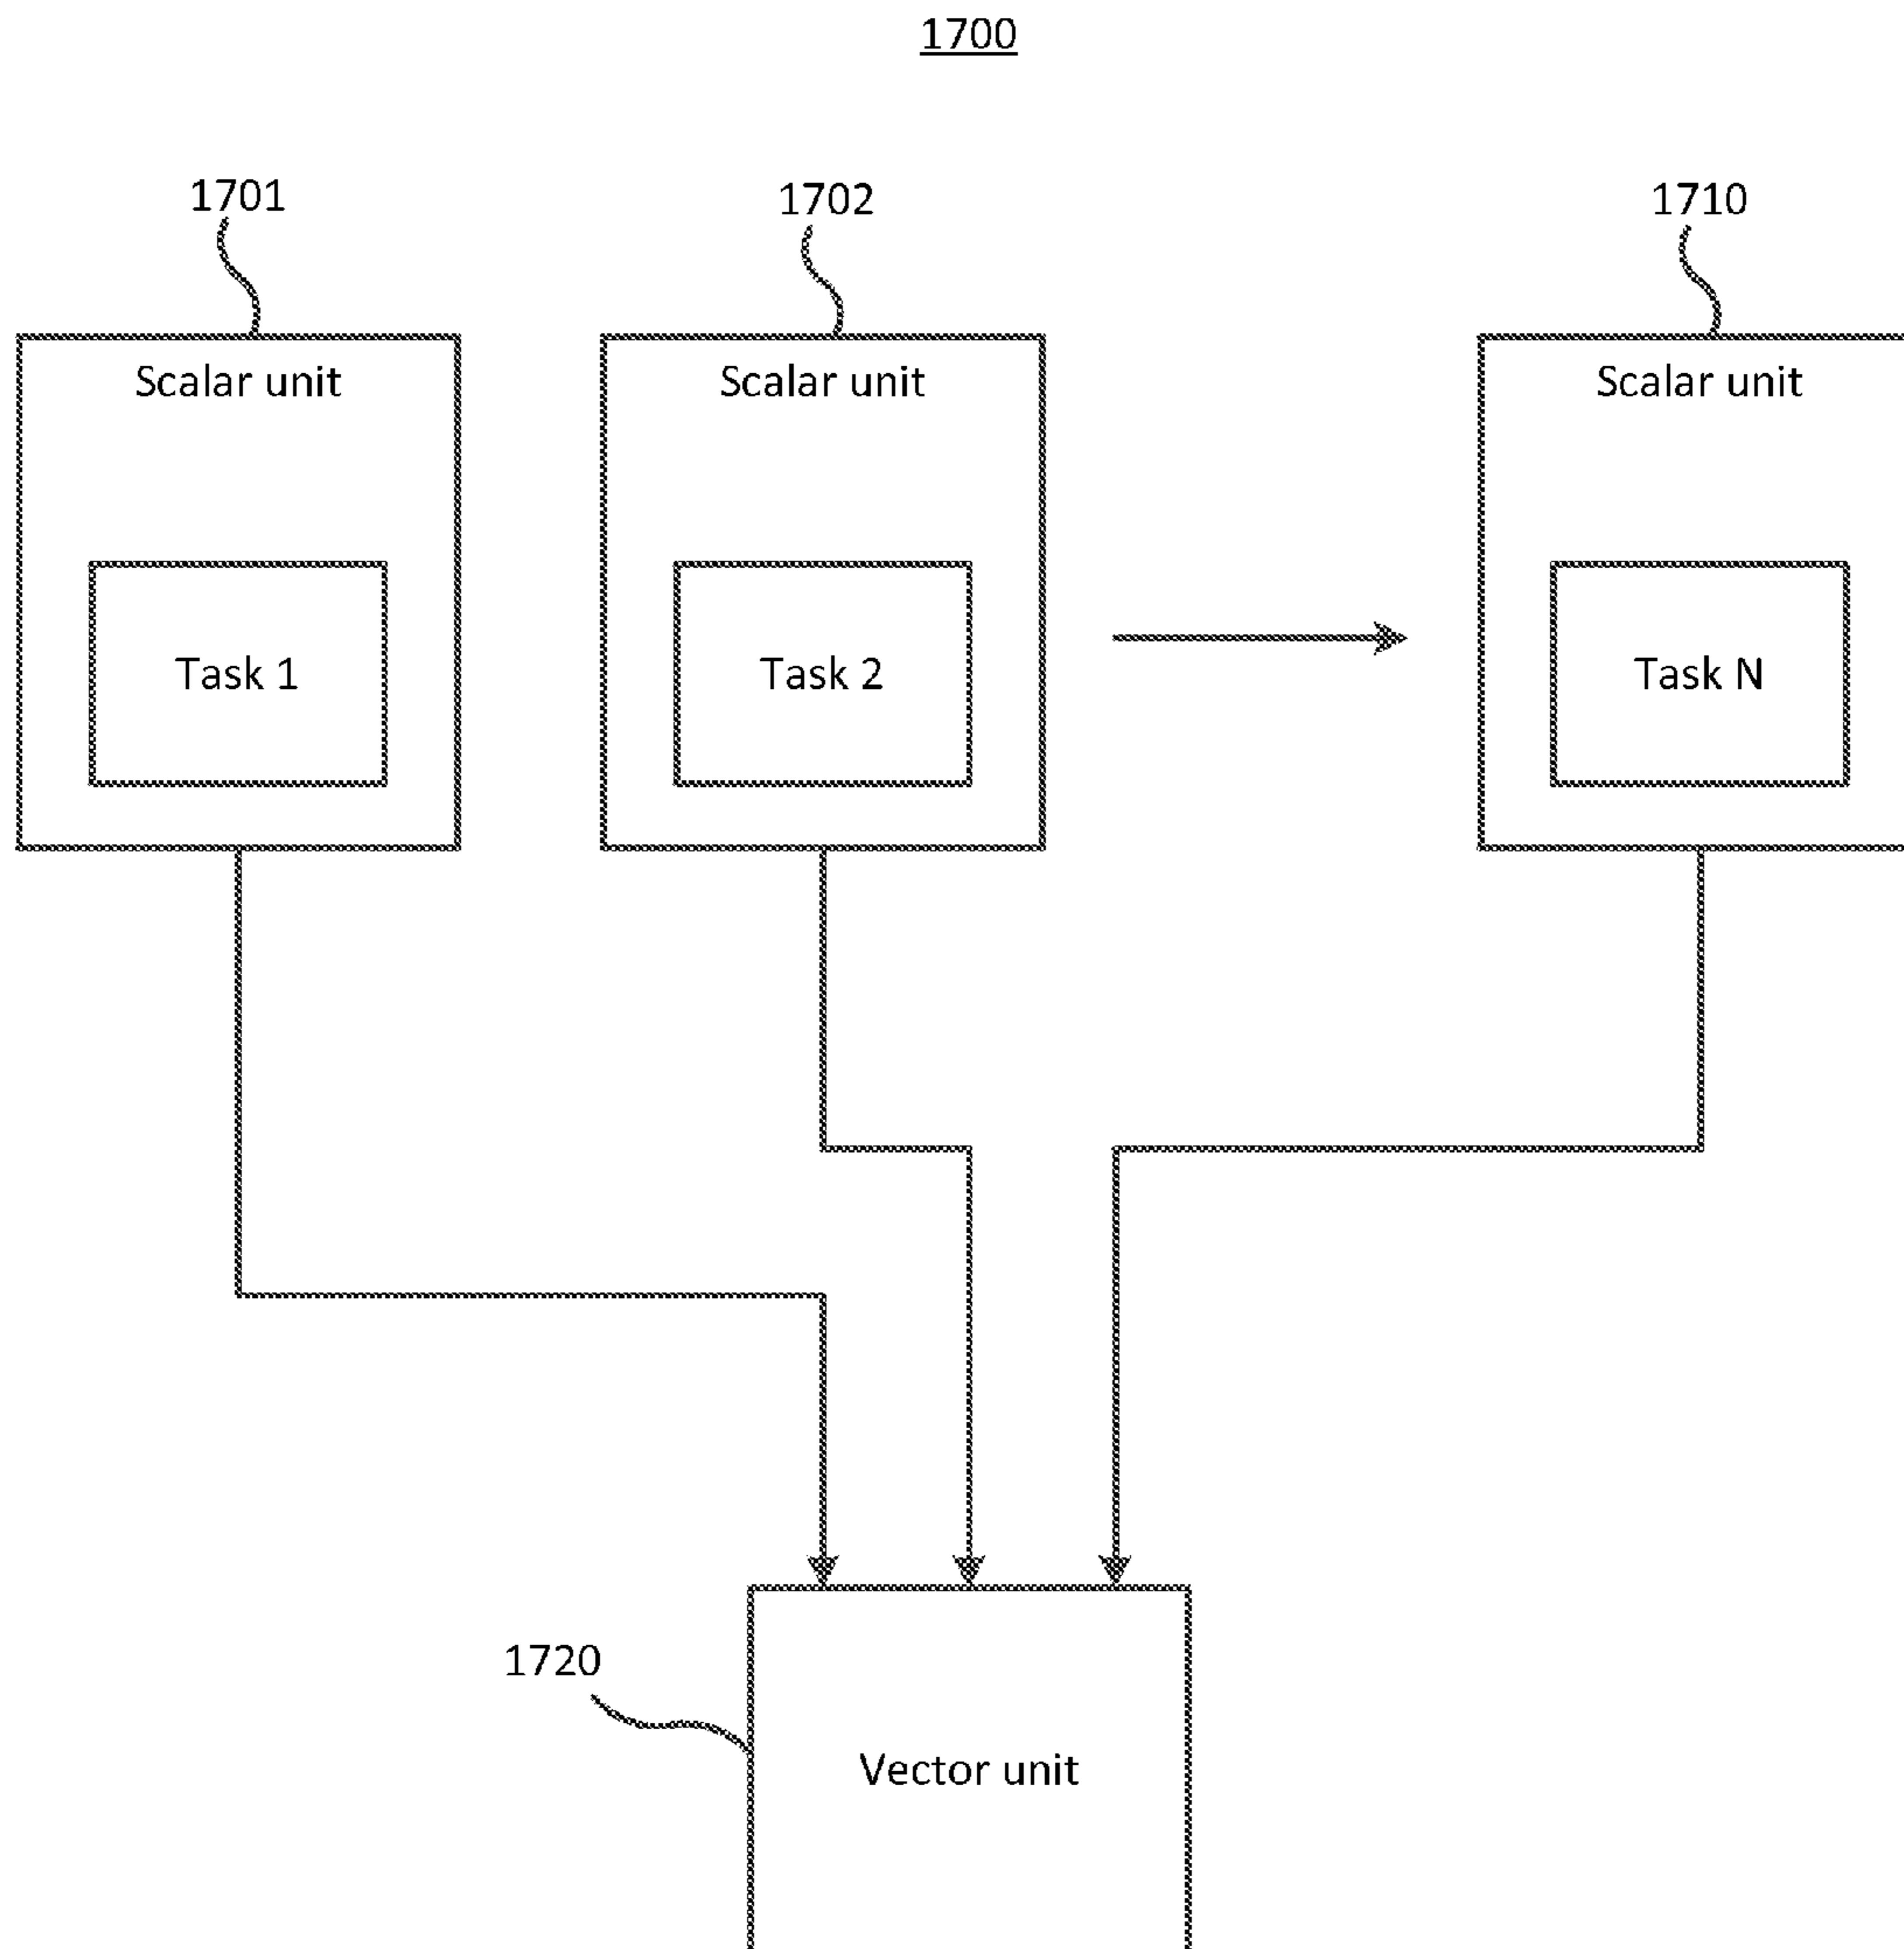 1700
1701
1702
1710
Scalar unit
Scalar unit
Scalar unit
Task 1
Task 2
Task N
1720
Vector unit